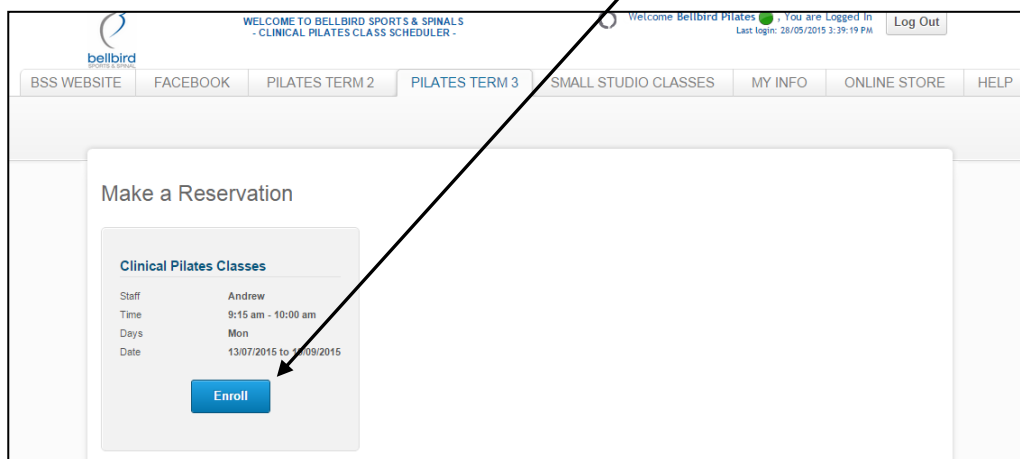 WELCOME TO BELLBIRD SPORTS & SPINALS
- CLINICAL PILATES CLASS SCHEDULER -
Welcome Bellbird Pilates , You are Logged In
Last login: 28/05/2015 3:39:19 PM
Log Out
bellbird
SPORTS & SPINAL
BSS WEBSITE FACEBOOK PILATES TERM 2 PILATES TERM 3 SMALL STUDIO CLASSES MY INFO ONLINE STORE HELP
Make a Reservation
Clinical Pilates Classes
Staff Andrew
Time 9:15 am - 10:00 am
Days Mon
Date 13/07/2015 to
Enroll